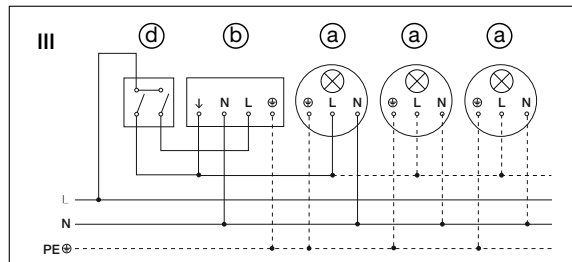 III
d b a a a
↓ N L ⏚ ⏚ L N ⏚ L N ⏚ L N
L
N
PE ⏚